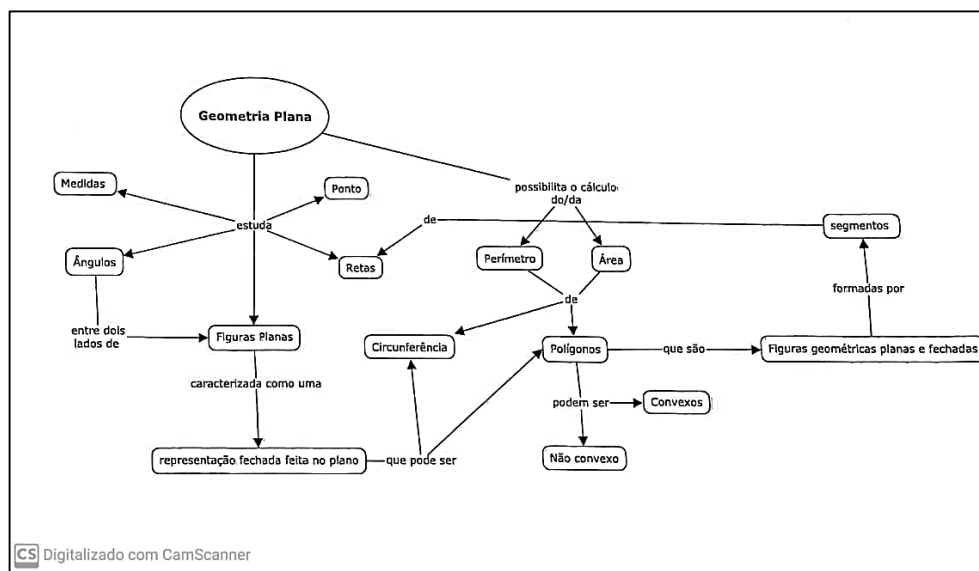 Geometria Plana
Medidas
Ponto
possibilita o cálculo
do/da
estuda
de
segmentos
Ângulos
Retas
Perímetro
Área
formadas por
de
entre dois
lados de
Figuras Planas
Circunferência
Polígonos
que são
Figuras geométricas planas e fechadas
caracterizada como uma
podem ser
Convexos
representação fechada feita no plano
que pode ser
Não convexo
CS Digitalizado com CamScanner